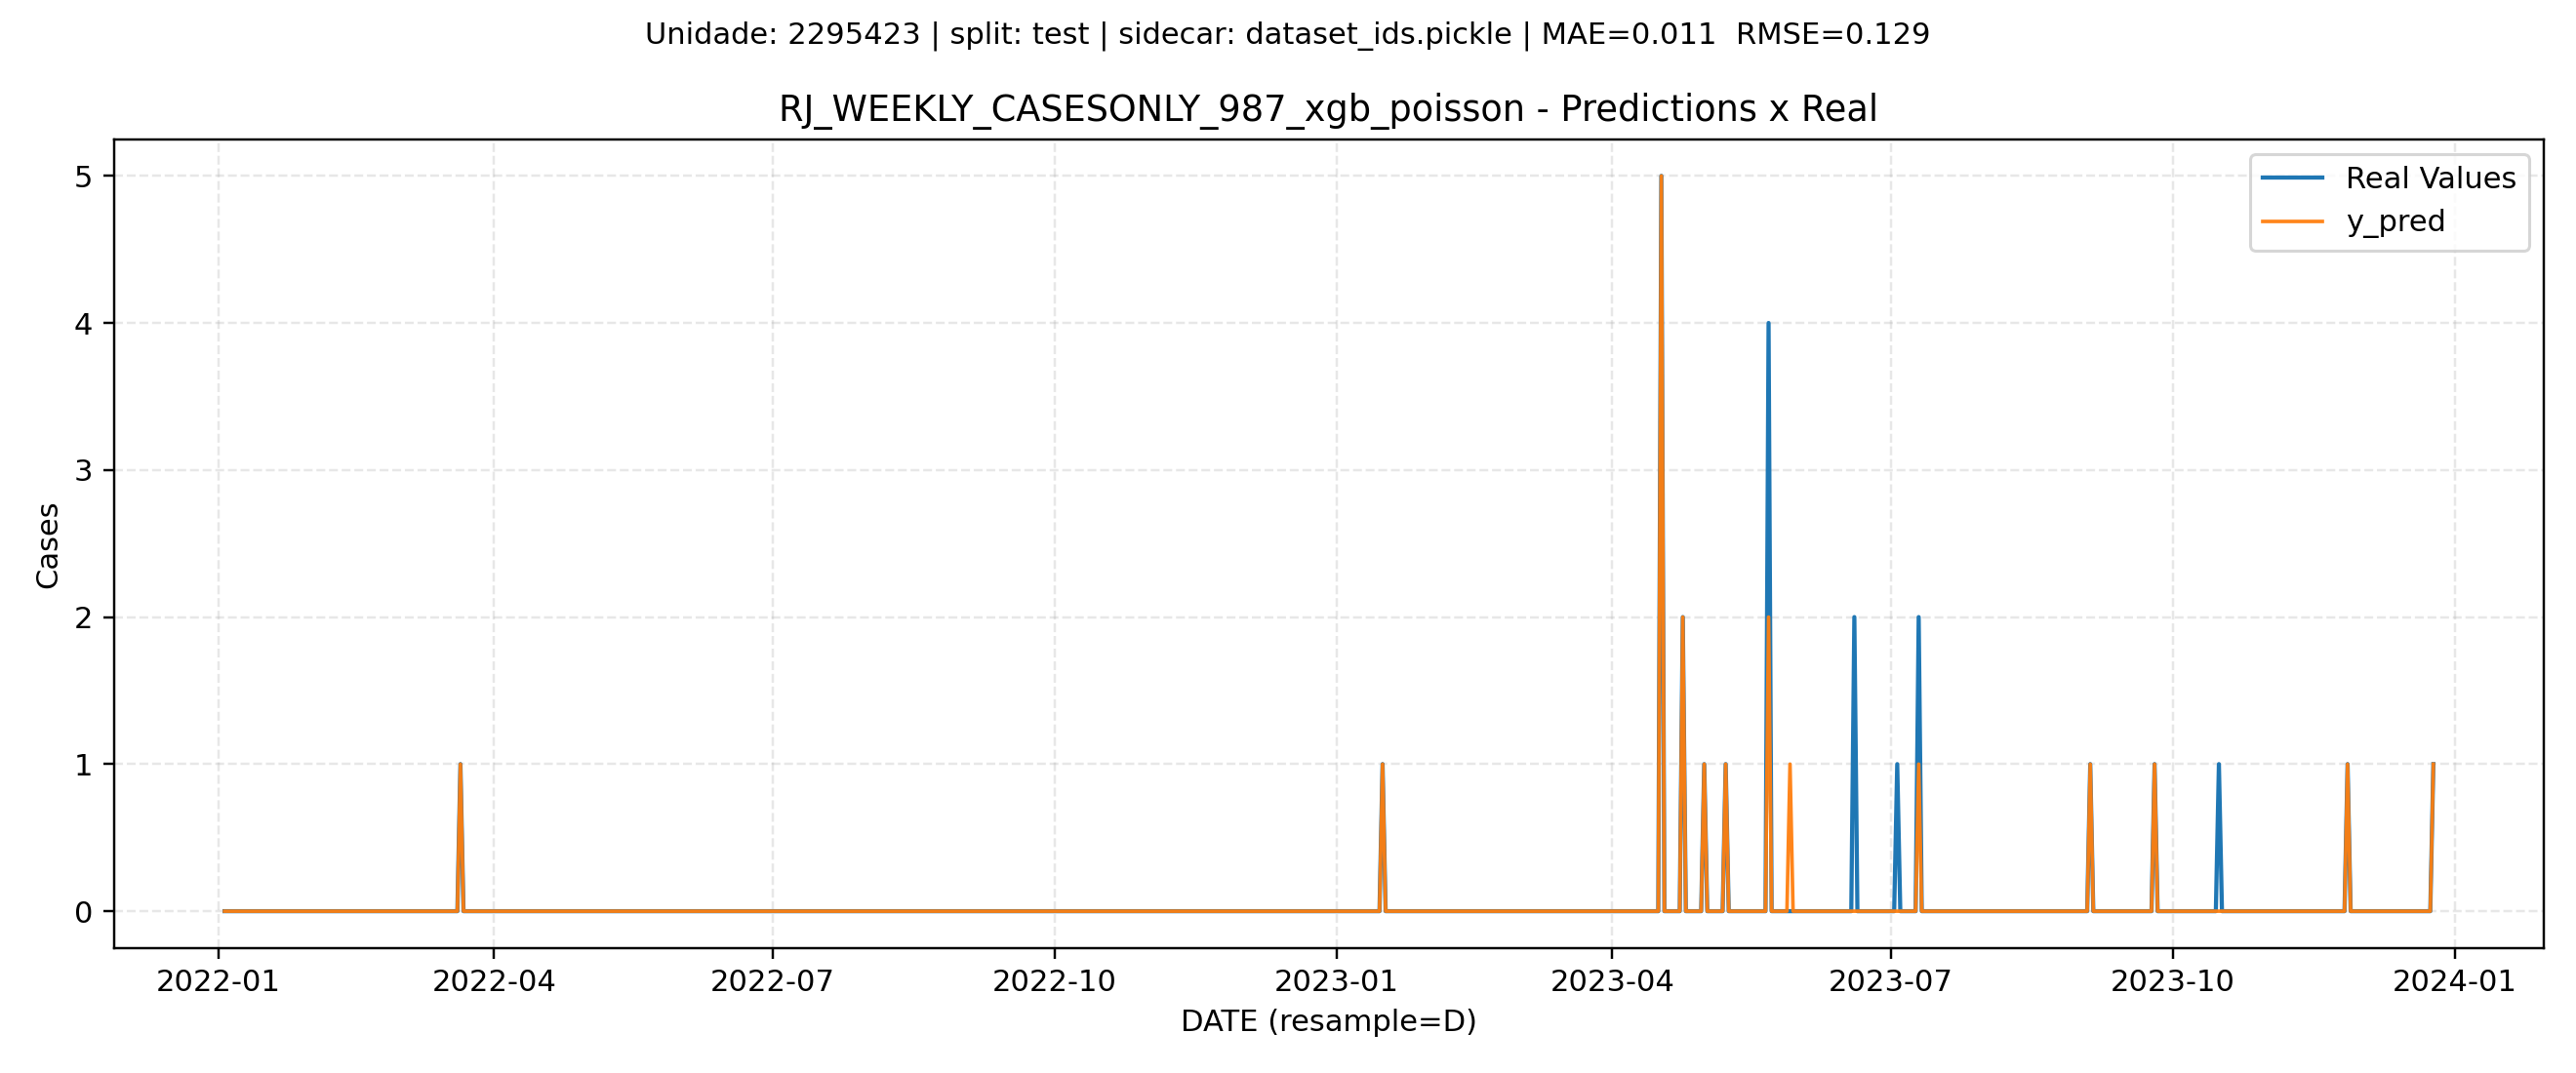 Unidade: 2295423 | split: test | sidecar: dataset_ids.pickle | MAE=0.011  RMSE=0.129
RJ_WEEKLY_CASESONLY_987_xgb_poisson - Predictions x Real
Real Values
y_pred
5
4
3
2
1
0
Cases
2022-01 2022-04 2022-07 2022-10 2023-01 2023-04 2023-07 2023-10 2024-01
DATE (resample=D)